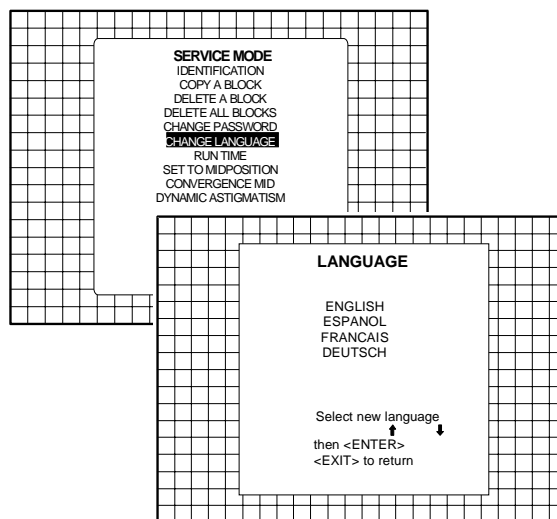 SERVICE MODE
IDENTIFICATION
COPY A BLOCK
DELETE A BLOCK
DELETE ALL BLOCKS
CHANGE PASSWORD
CHANGE LANGUAGE
RUN TIME
SET TO MIDPOSITION
CONVERGENCE MID
DYNAMIC ASTIGMATISM
LANGUAGE
ENGLISH
ESPANOL
FRANCAIS
DEUTSCH
Select new language
then <ENTER>
<EXIT> to return